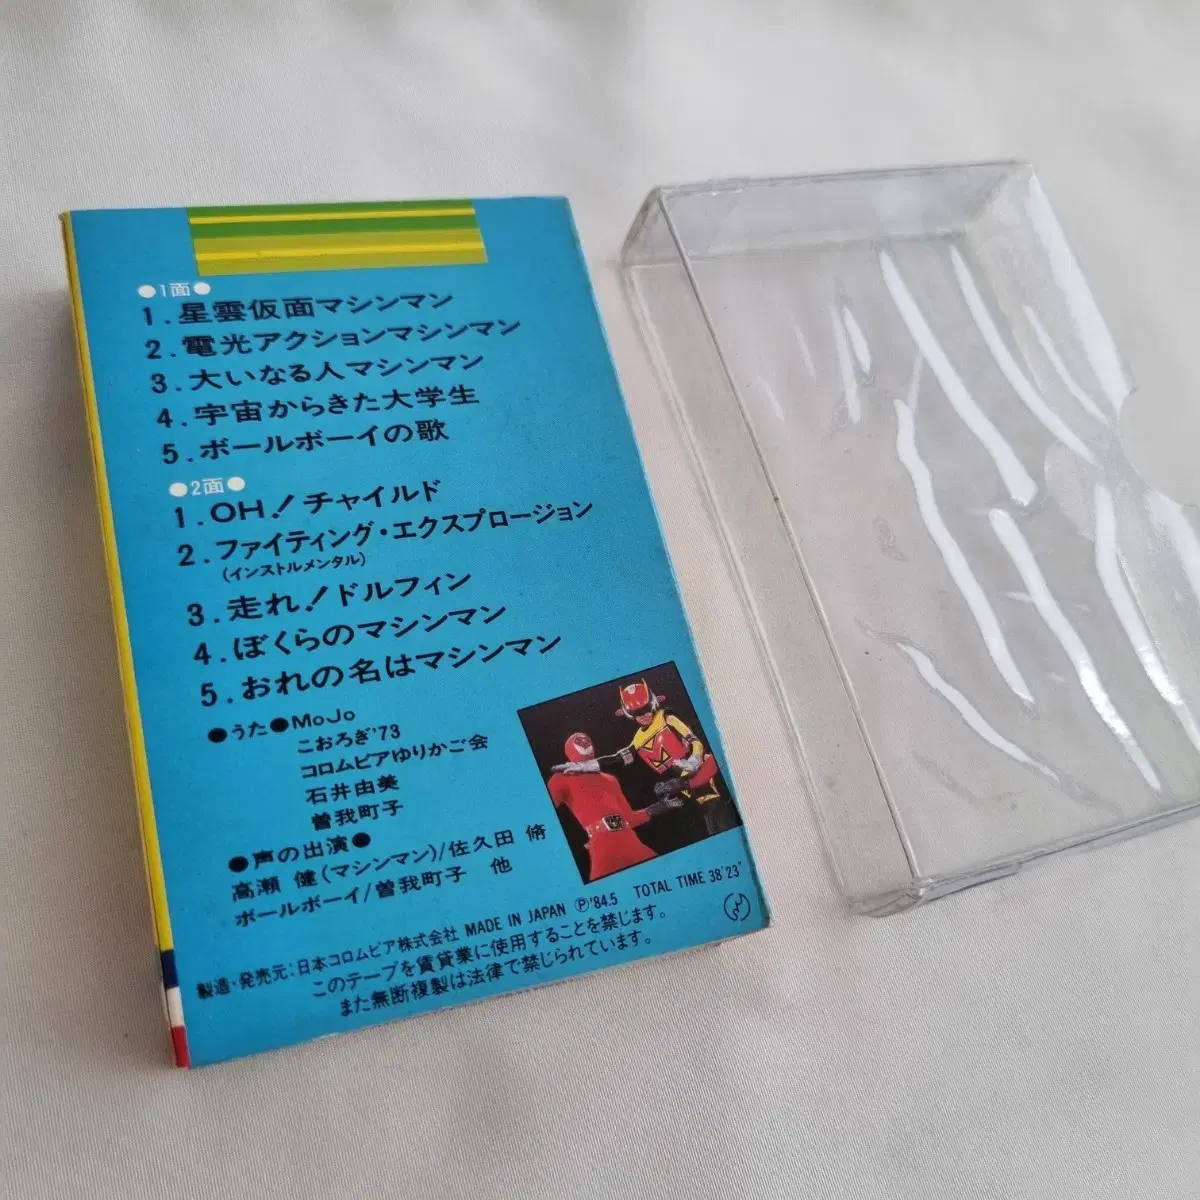 ●1面●
1.星雲仮面マシンマン
2.電光アクションマシンマン
3.大いなる人マシンマン
4.宇宙からきた大学生
5.ボールボーイの歌
●2面●
1.OH!チャイルド
2.ファイティング・エクスプロージョン
(インストルメンタル)
3.走れ!ドルフィン
4.ぼくらのマシンマン
5.おれの名はマシンマン
●うた●MoJo
こおろぎ'73
コロムビアゆりかご会
石井由美
曽我町子
●声の出演●
高瀬 健(マシンマン)/佐久田 脩
ボールボーイ/曽我町子 他
製造・発売元:日本コロムビア株式会社 MADE IN JAPAN Ⓟ'84.5 TOTAL TIME 38'23"
このテープを賃貸業に使用することを禁じます。
また無断複製は法律で禁じられています。